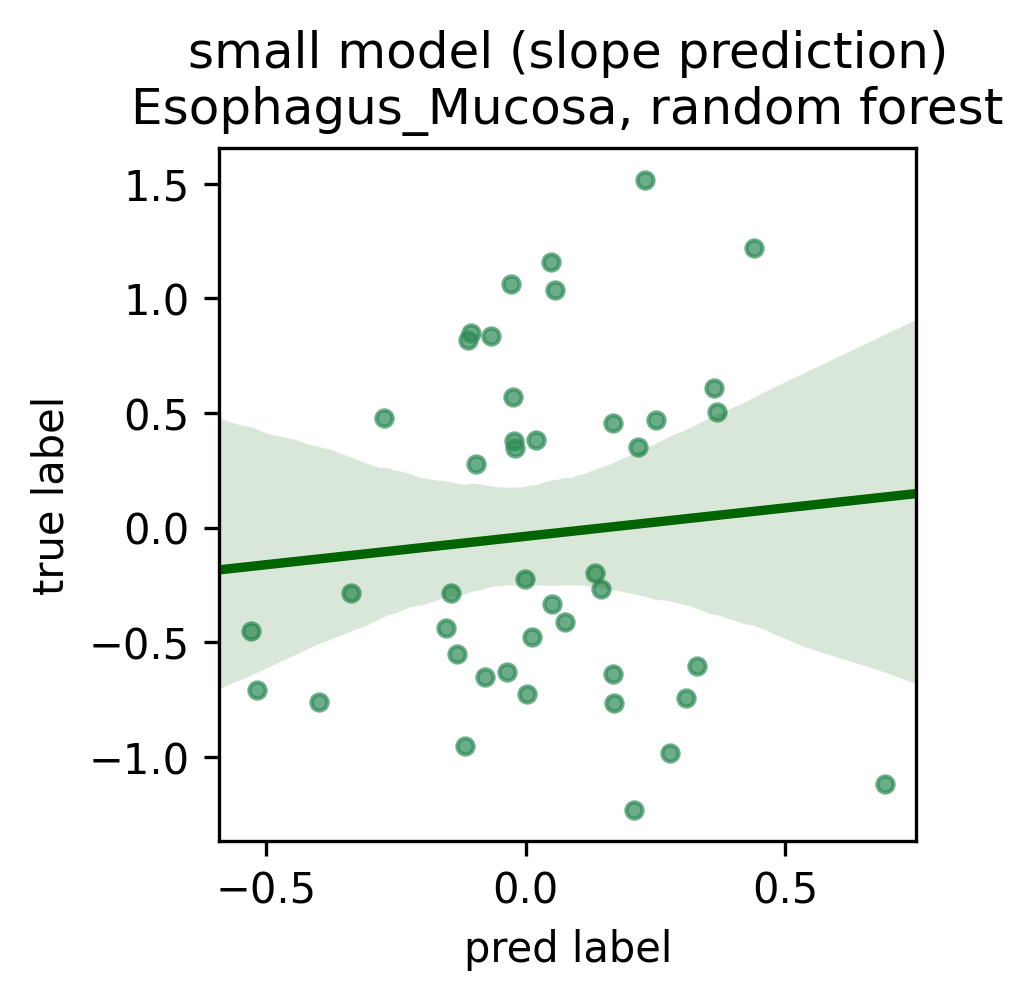 small model (slope prediction)
Esophagus_Mucosa, random forest
1.5
1.0
0.5
0.0
−0.5
−1.0
true label
−0.5
0.0
0.5
pred label